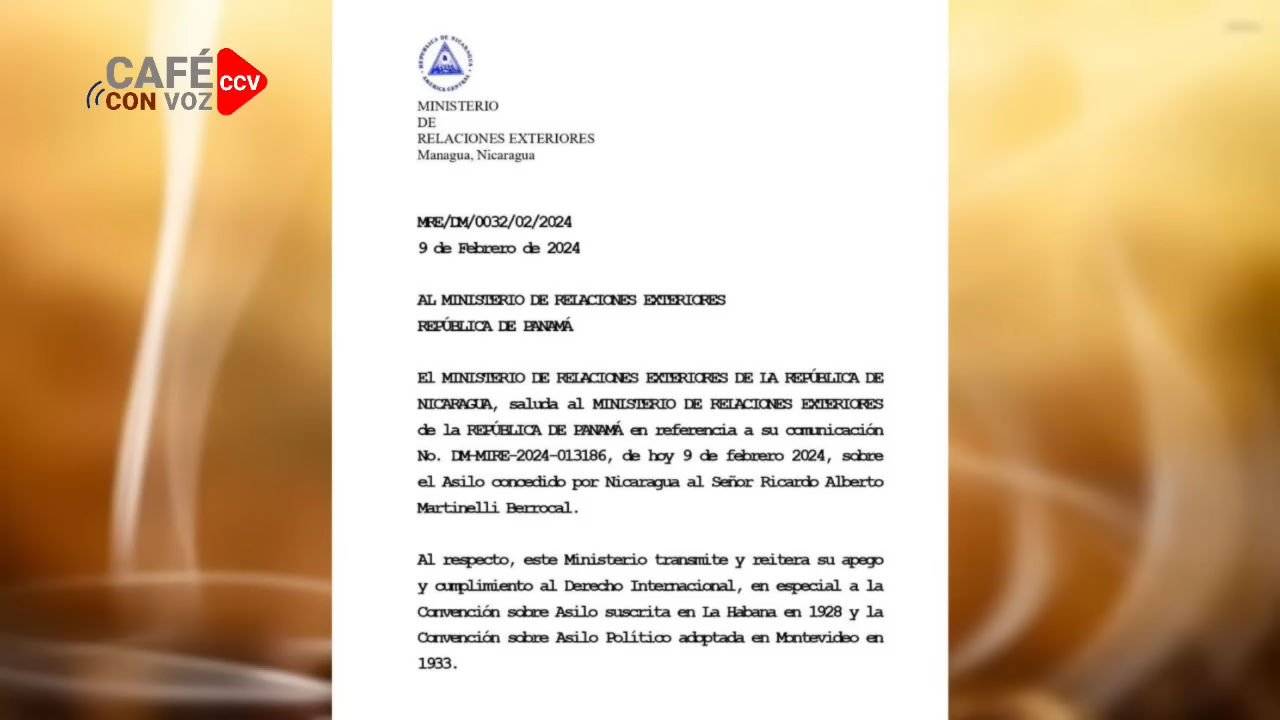 CAFÉ
CON VOZ
CCV
REPUBLICA DE NICARAGUA
AMERICA CENTRAL
MINISTERIO
DE
RELACIONES EXTERIORES
Managua, Nicaragua
MRE/DM/0032/02/2024
9 de Febrero de 2024
AL MINISTERIO DE RELACIONES EXTERIORES
REPÚBLICA DE PANAMÁ
El MINISTERIO DE RELACIONES EXTERIORES DE LA REPÚBLICA DE
NICARAGUA, saluda al MINISTERIO DE RELACIONES EXTERIORES
de la REPÚBLICA DE PANAMÁ en referencia a su comunicación
No. DM-MIRE-2024-013186, de hoy 9 de febrero 2024, sobre
el Asilo concedido por Nicaragua al Señor Ricardo Alberto
Martinelli Berrocal.
Al respecto, este Ministerio transmite y reitera su apego
y cumplimiento al Derecho Internacional, en especial a la
Convención sobre Asilo suscrita en La Habana en 1928 y la
Convención sobre Asilo Político adoptada en Montevideo en
1933.